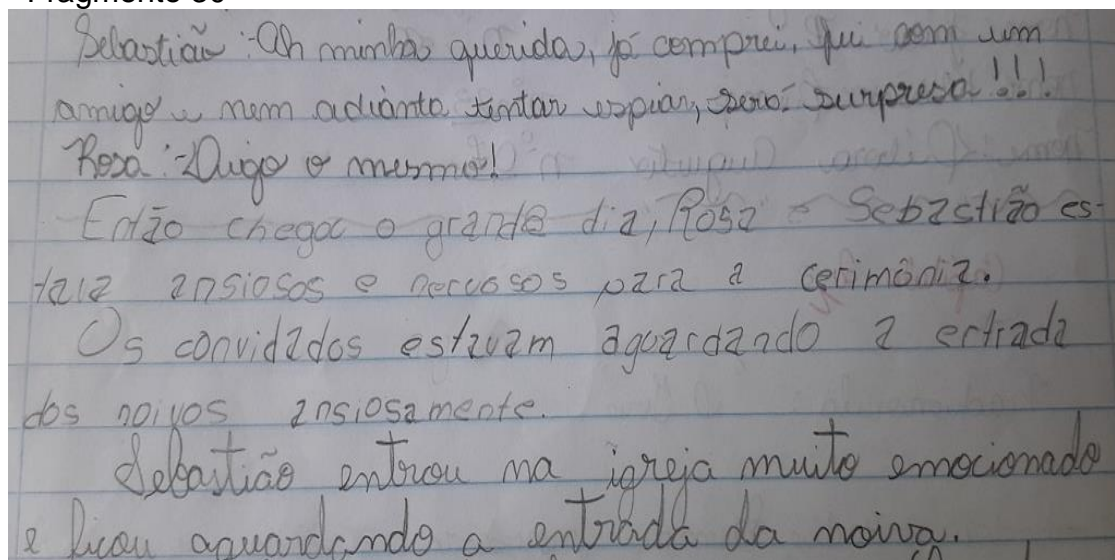 Sebastião: -Ah minha querida, já comprei, fui com um
amigo e nem adianta tentar espiar, será surpresa!!!
Rosa: -Digo o mesmo!
Então chegou o grande dia, Rosa e Sebastião es-
tava ansiosos e nervosos para a cerimônia.
Os convidados estavam aguardando a entrada
dos noivos ansiosamente.
Sebastião entrou na igreja muito emocionado
e ficou aguardando a entrada da noiva.